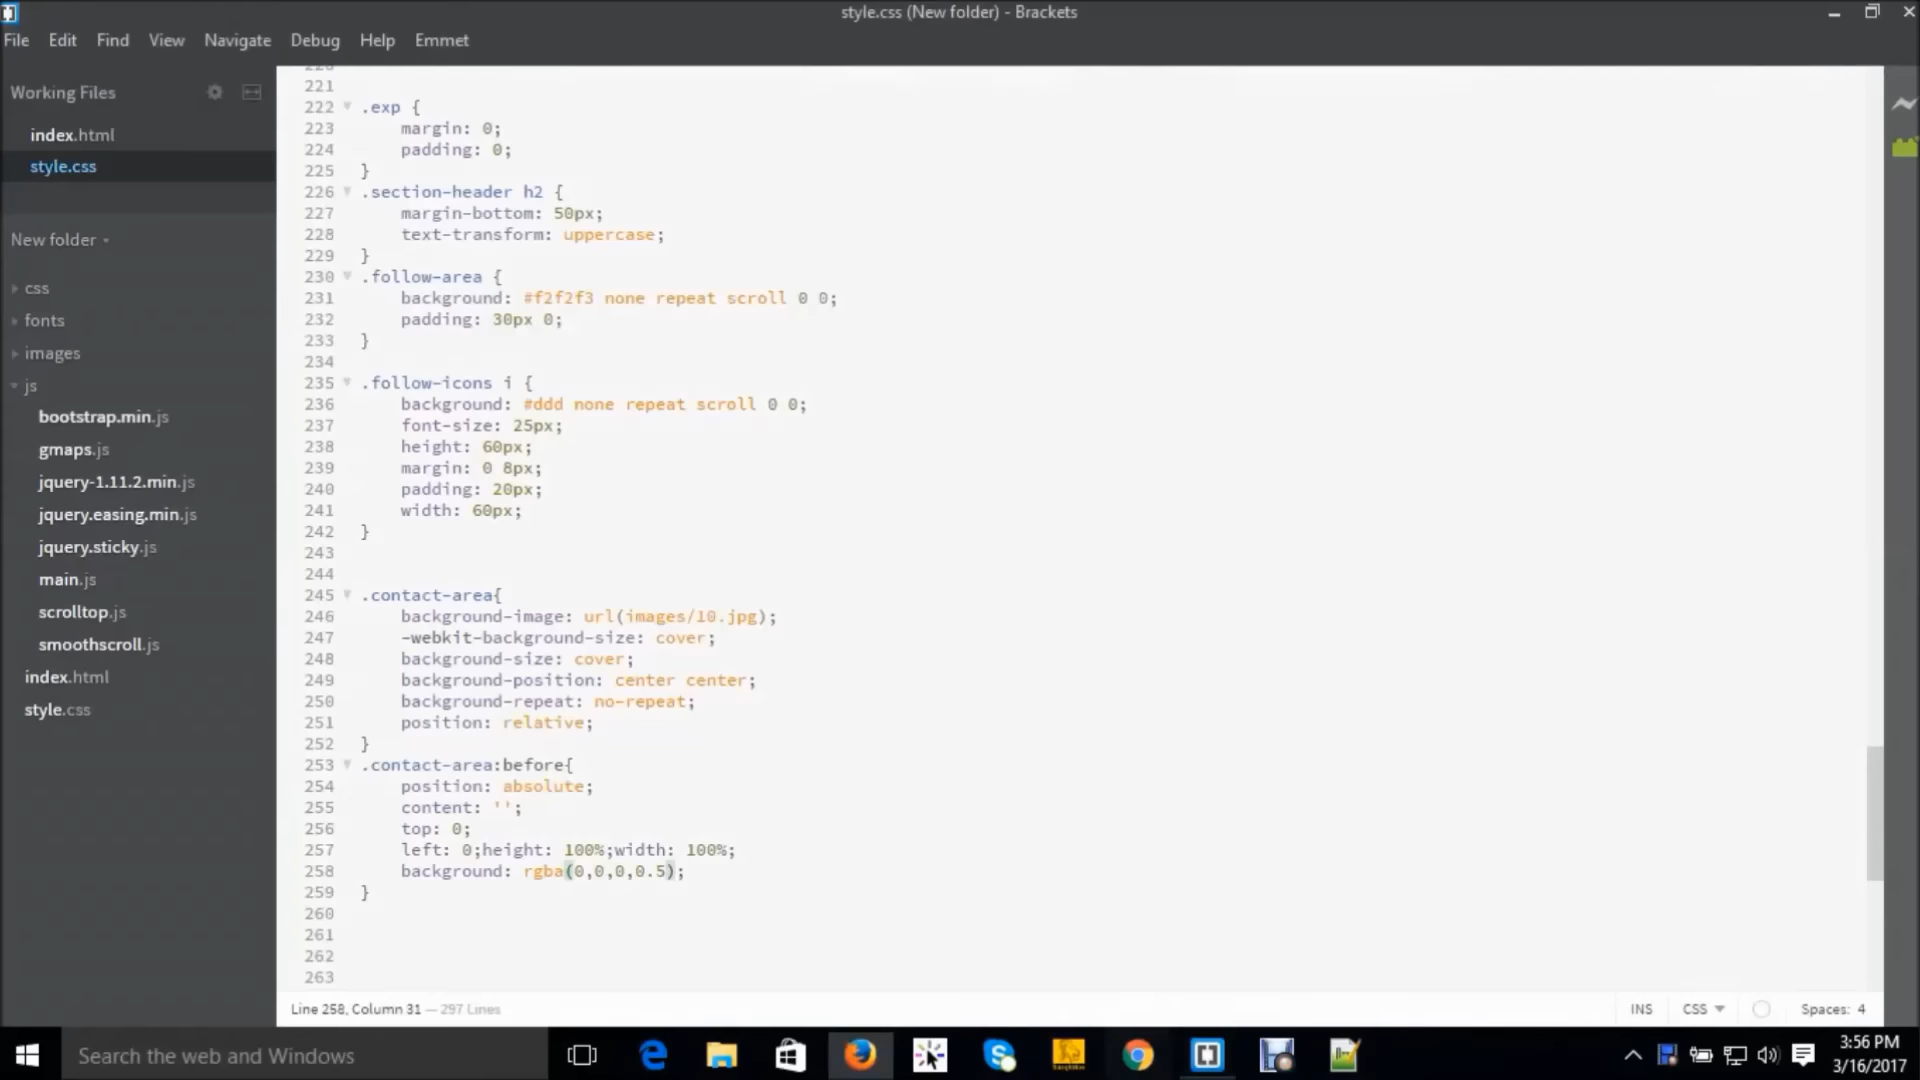 style.css (New folder) - Brackets
File Edit Find View Navigate Debug Help Emmet
Working Files
index.html
style.css
New folder
css
fonts
images
js
bootstrap.min.js
gmaps.js
jquery-1.11.2.min.js
jquery.easing.min.js
jquery.sticky.js
main.js
scrolltop.js
smoothscroll.js
index.html
style.css
220
221
222 .exp {
223 margin: 0;
224 padding: 0;
225 }
226 .section-header h2 {
227 margin-bottom: 50px;
228 text-transform: uppercase;
229 }
230 .follow-area {
231 background: #f2f2f3 none repeat scroll 0 0;
232 padding: 30px 0;
233 }
234
235 .follow-icons i {
236 background: #ddd none repeat scroll 0 0;
237 font-size: 25px;
238 height: 60px;
239 margin: 0 8px;
240 padding: 20px;
241 width: 60px;
242 }
243
244
245 .contact-area{
246 background-image: url(images/10.jpg);
247 -webkit-background-size: cover;
248 background-size: cover;
249 background-position: center center;
250 background-repeat: no-repeat;
251 position: relative;
252 }
253 .contact-area:before{
254 position: absolute;
255 content: '';
256 top: 0;
257 left: 0;height: 100%;width: 100%;
258 background: rgba(0,0,0,0.5);
259 }
260
261
262
263
Line 258, Column 31 — 297 Lines
INS CSS Spaces: 4
Search the web and Windows
3:56 PM
3/16/2017